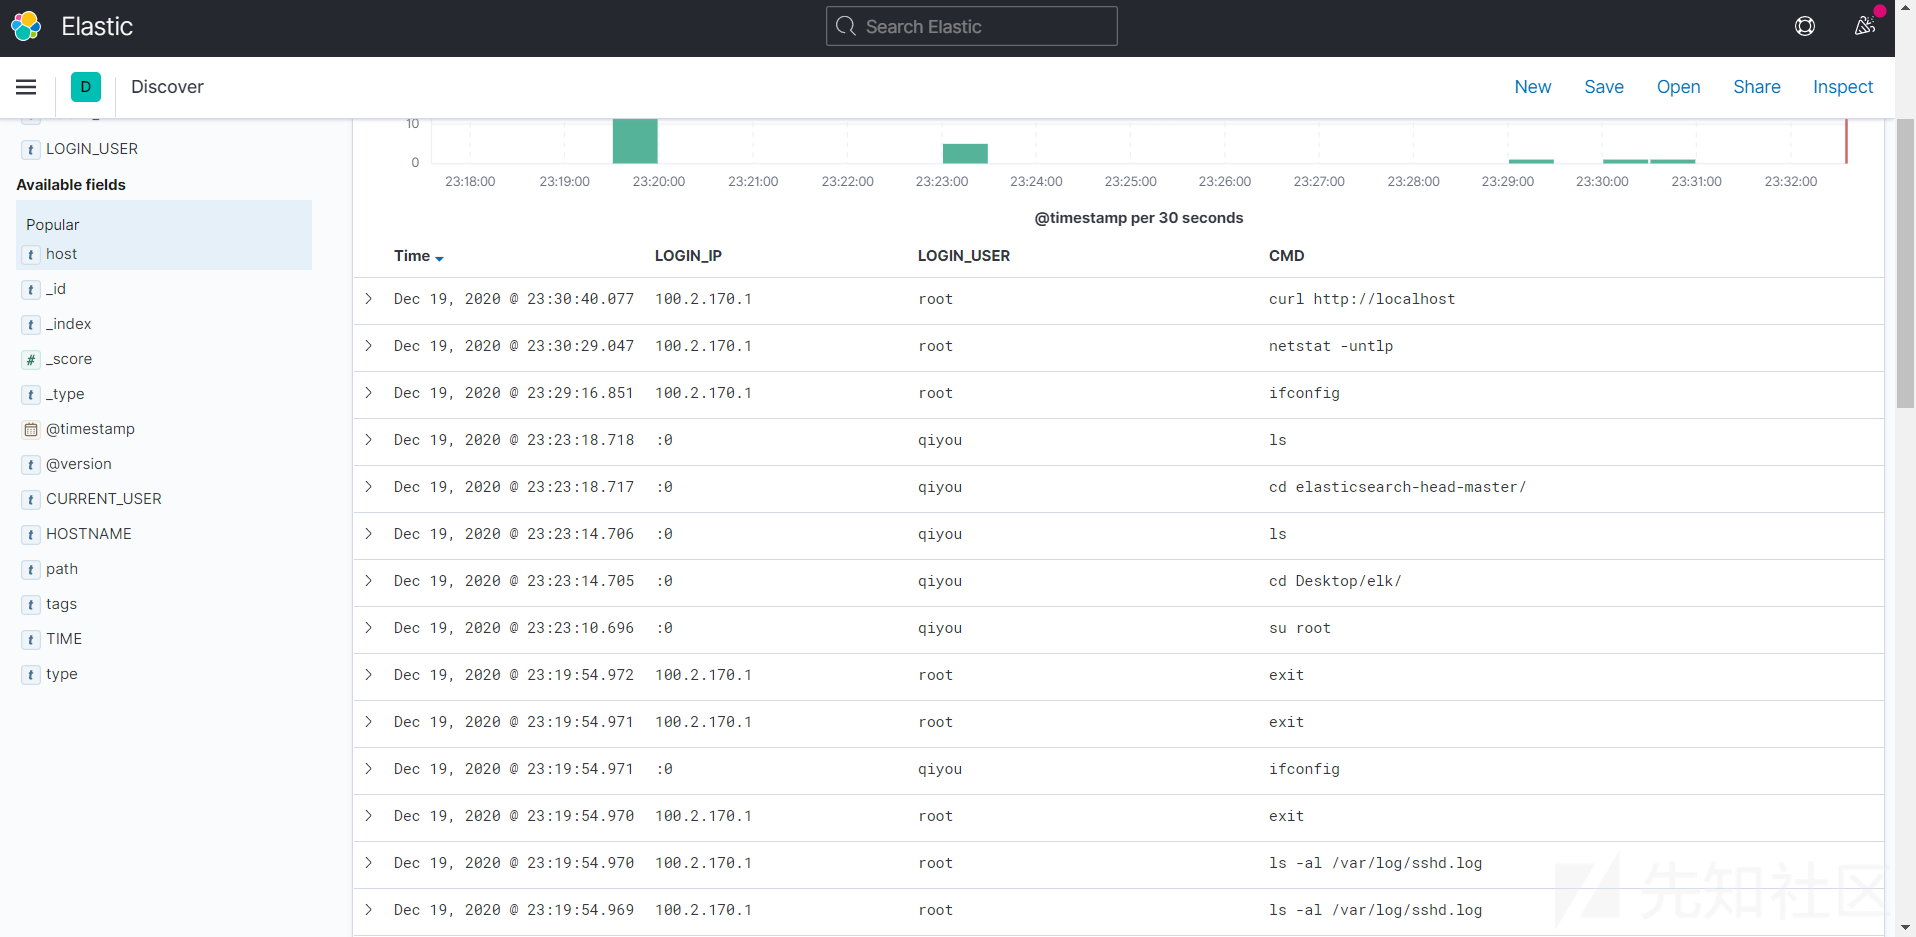 Elastic
Search Elastic
D
Discover
New Save Open Share Inspect
t LOGIN_USER
Available fields
Popular
t host
t _id
t _index
# _score
t _type
@timestamp
t @version
t CURRENT_USER
t HOSTNAME
t path
t tags
t TIME
t type
10
0
23:18:00 23:19:00 23:20:00 23:21:00 23:22:00 23:23:00 23:24:00 23:25:00 23:26:00 23:27:00 23:28:00 23:29:00 23:30:00 23:31:00 23:32:00
@timestamp per 30 seconds
Time LOGIN_IP LOGIN_USER CMD
Dec 19, 2020 @ 23:30:40.077 100.2.170.1 root curl http://localhost
Dec 19, 2020 @ 23:30:29.047 100.2.170.1 root netstat -untlp
Dec 19, 2020 @ 23:29:16.851 100.2.170.1 root ifconfig
Dec 19, 2020 @ 23:23:18.718 :0 qiyou ls
Dec 19, 2020 @ 23:23:18.717 :0 qiyou cd elasticsearch-head-master/
Dec 19, 2020 @ 23:23:14.706 :0 qiyou ls
Dec 19, 2020 @ 23:23:14.705 :0 qiyou cd Desktop/elk/
Dec 19, 2020 @ 23:23:10.696 :0 qiyou su root
Dec 19, 2020 @ 23:19:54.972 100.2.170.1 root exit
Dec 19, 2020 @ 23:19:54.971 100.2.170.1 root exit
Dec 19, 2020 @ 23:19:54.971 :0 qiyou ifconfig
Dec 19, 2020 @ 23:19:54.970 100.2.170.1 root exit
Dec 19, 2020 @ 23:19:54.970 100.2.170.1 root ls -al /var/log/sshd.log
Dec 19, 2020 @ 23:19:54.969 100.2.170.1 root ls -al /var/log/sshd.log
先知社区